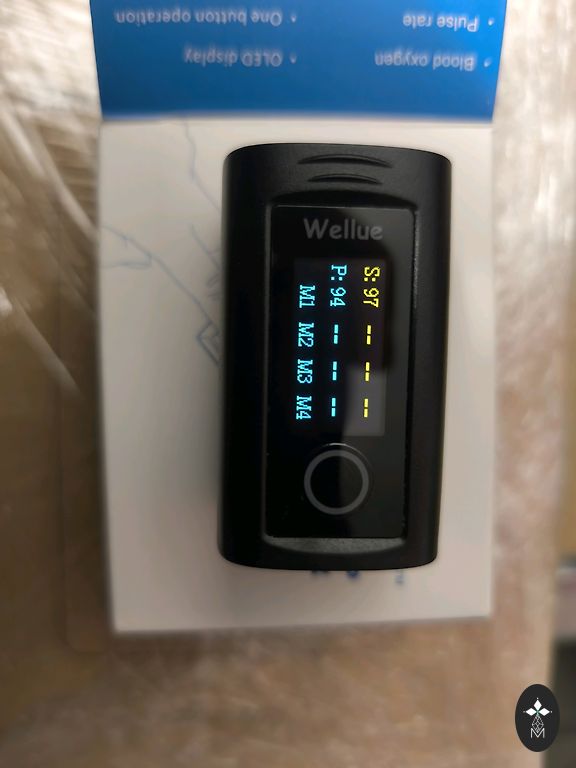 • Blood oxygen
• OLED display
• Pulse rate
• One button operation
Wellue
S: 97 -- -- --
P: 94 -- -- --
M1 M2 M3 M4
M